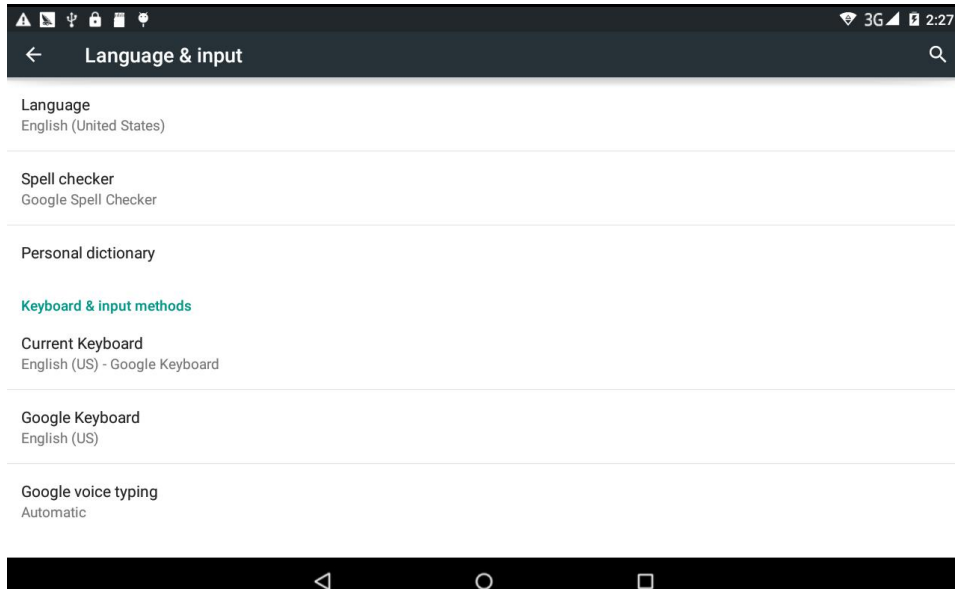 3G 2:27
Language & input
Language
English (United States)
Spell checker
Google Spell Checker
Personal dictionary
Keyboard & input methods
Current Keyboard
English (US) - Google Keyboard
Google Keyboard
English (US)
Google voice typing
Automatic